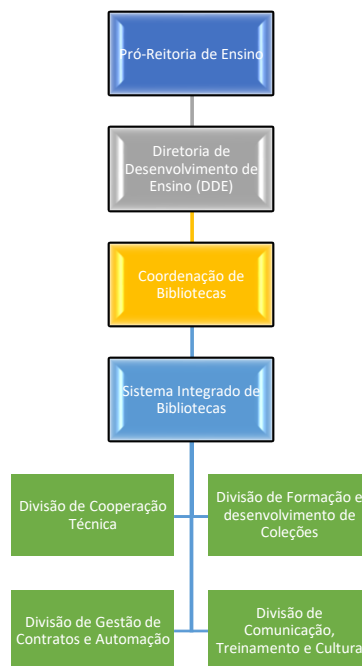 Pró-Reitoria de Ensino
Diretoria de
Desenvolvimento de
Ensino (DDE)
Coordenação de
Bibliotecas
Sistema Integrado de
Bibliotecas
Divisão de Cooperação
Técnica
Divisão de Formação e
desenvolvimento de
Coleções
Divisão de Gestão de
Contratos e Automação
Divisão de
Comunicação,
Treinamento e Cultura